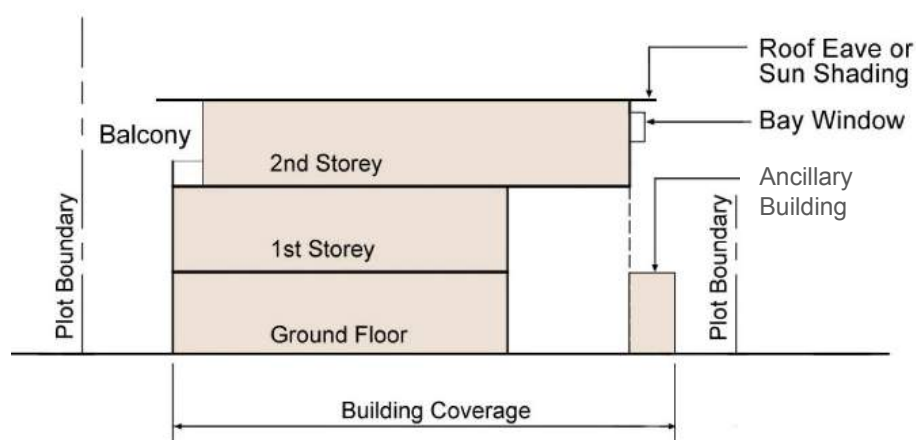 Roof Eave or
Sun Shading
Balcony
Bay Window
2nd Storey
Ancillary
Building
Plot Boundary
1st Storey
Plot Boundary
Ground Floor
Building Coverage